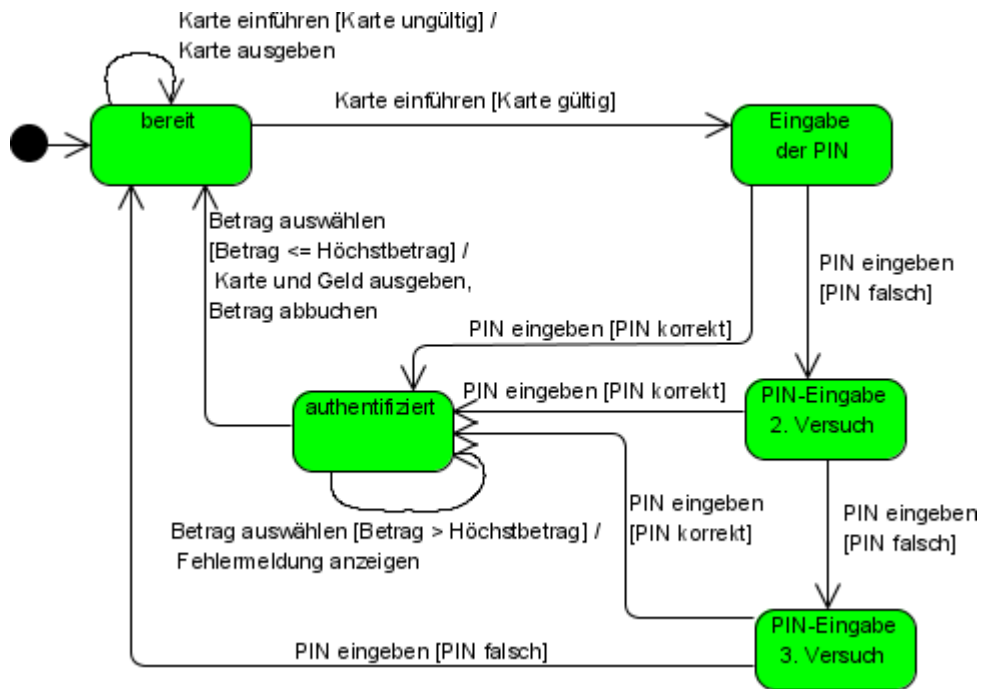 Karte einführen [Karte ungültig] /
Karte ausgeben
Karte einführen [Karte gültig]
bereit
Eingabe
der PIN
Betrag auswählen
[Betrag <= Höchstbetrag] /
Karte und Geld ausgeben,
Betrag abbuchen
PIN eingeben
[PIN falsch]
PIN eingeben [PIN korrekt]
PIN eingeben [PIN korrekt]
authentifiziert
PIN-Eingabe
2. Versuch
PIN eingeben
[PIN korrekt]
PIN eingeben
[PIN falsch]
Betrag auswählen [Betrag > Höchstbetrag] /
Fehlermeldung anzeigen
PIN-Eingabe
3. Versuch
PIN eingeben [PIN falsch]